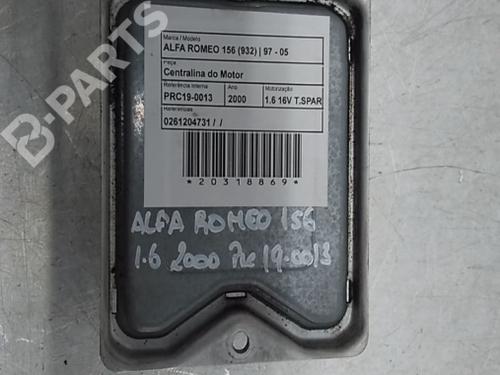 Marca / Modelo
ALFA ROMEO 156 (932) | 97 - 05
Peça
Centralina do Motor
Referência Interna Ano Motorização
PRC19-0013 2000 1.6 16V T.SPAR
Referências
0261204731 / /
*20318869*
ALFA ROMEO 156
1.6 2000 PRC 19-0013
B-PARTS
B-PARTS